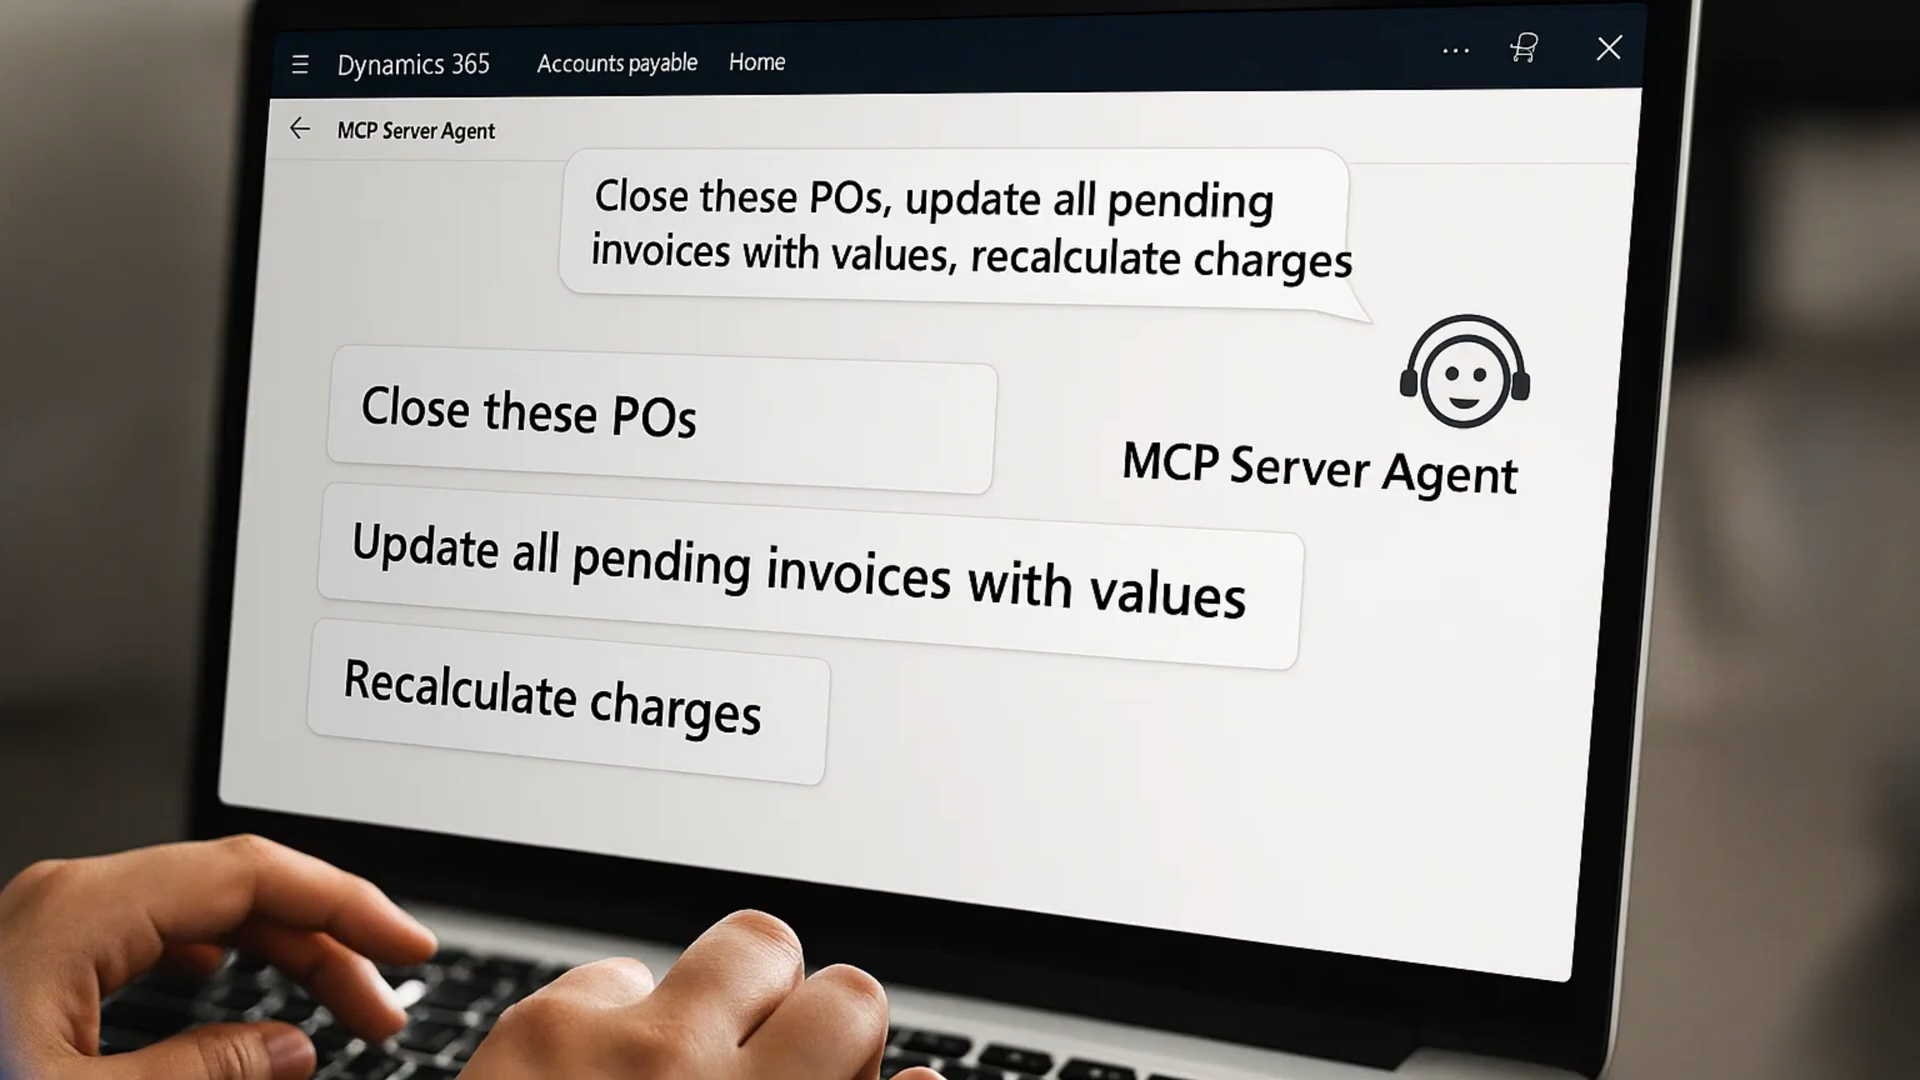 Dynamics 365 Accounts payable Home
MCP Server Agent
Close these POs, update all pending
invoices with values, recalculate charges
Close these POs
MCP Server Agent
Update all pending invoices with values
Recalculate charges